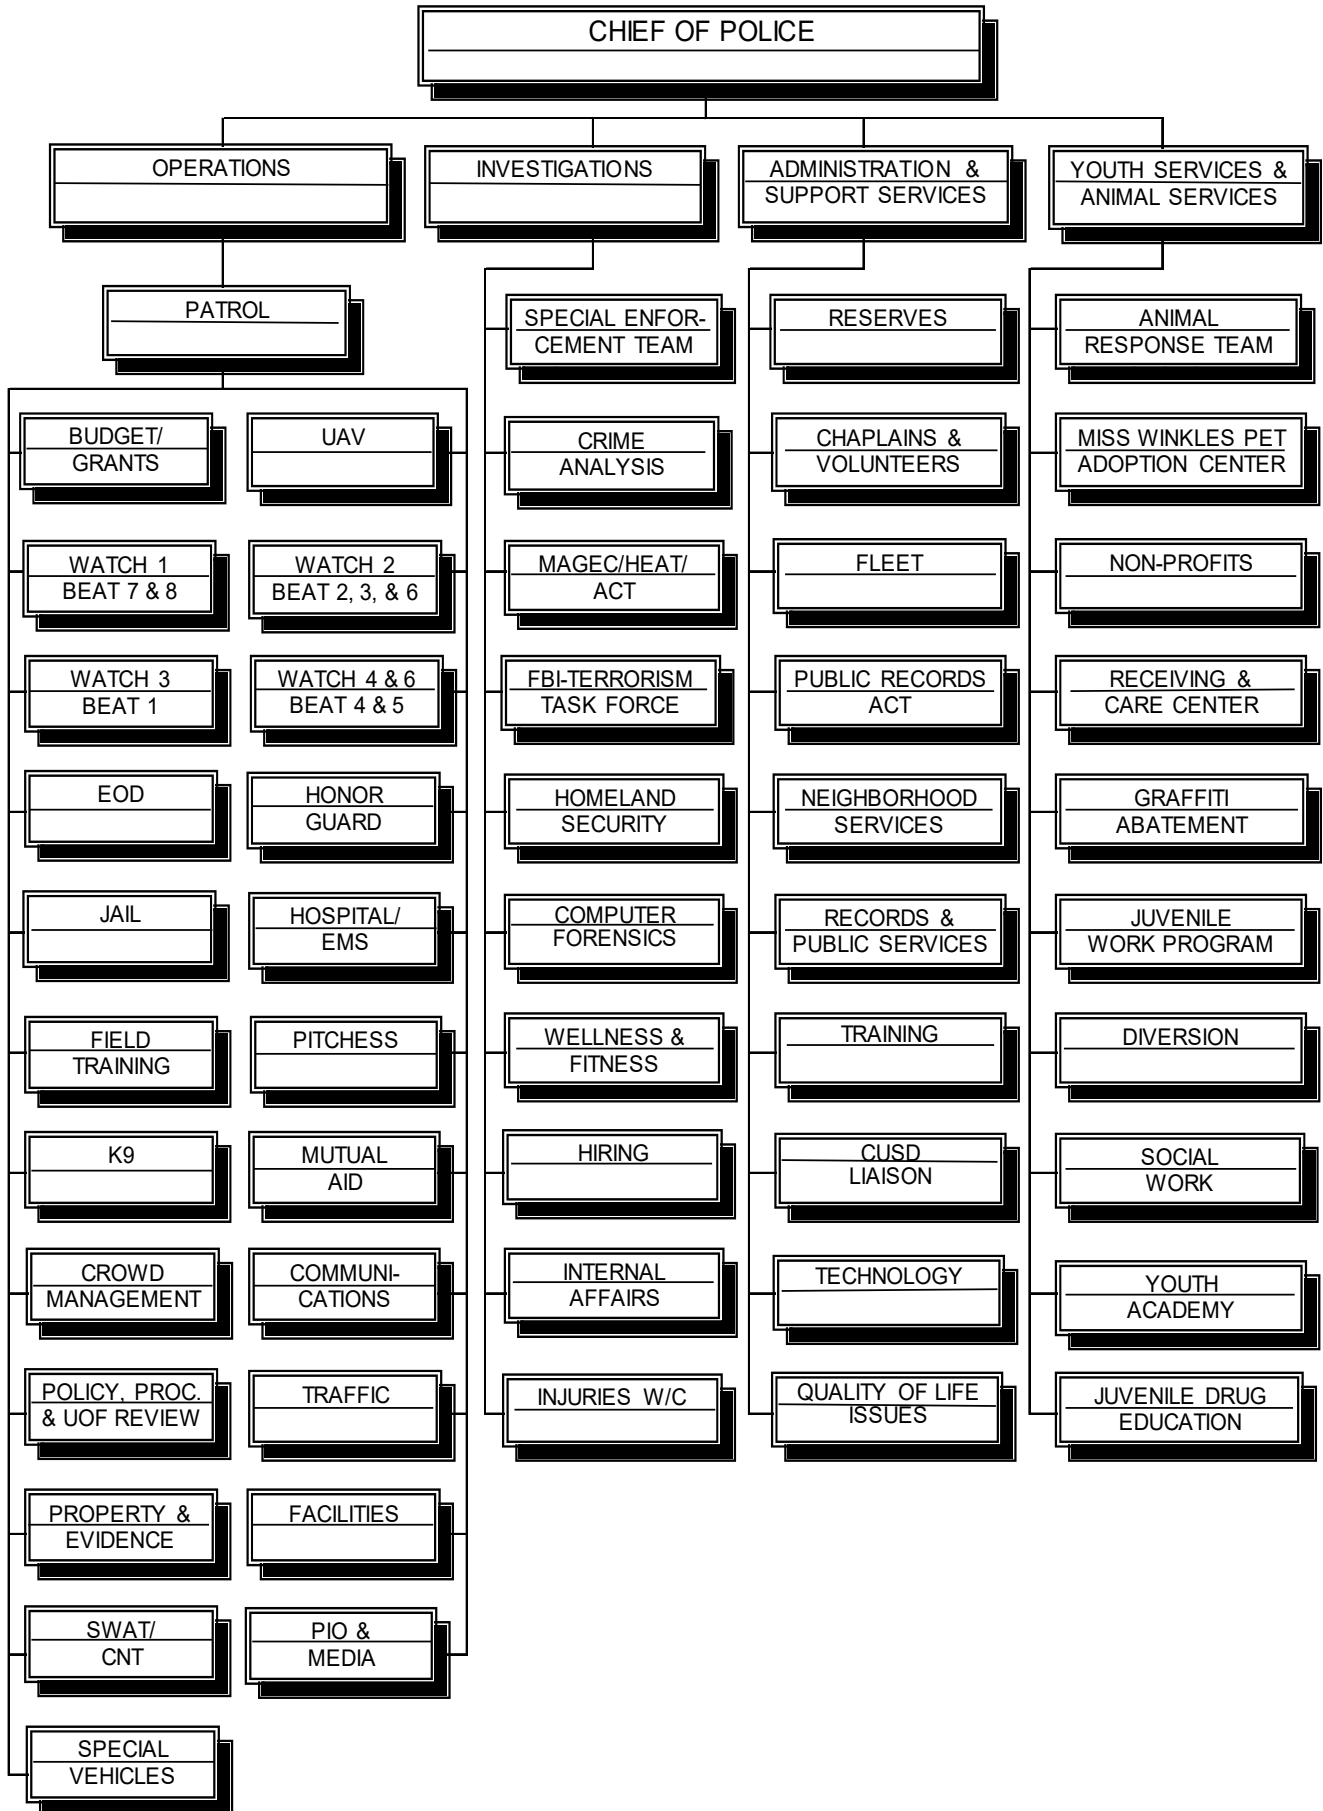 CHIEF OF POLICE
OPERATIONS
INVESTIGATIONS
ADMINISTRATION &
SUPPORT SERVICES
YOUTH SERVICES &
ANIMAL SERVICES
PATROL
SPECIAL ENFOR-
CEMENT TEAM
RESERVES
ANIMAL
RESPONSE TEAM
BUDGET/
GRANTS
UAV
CRIME
ANALYSIS
CHAPLAINS &
VOLUNTEERS
MISS WINKLES PET
ADOPTION CENTER
WATCH 1
BEAT 7 & 8
WATCH 2
BEAT 2, 3, & 6
MAGEC/HEAT/
ACT
FLEET
NON-PROFITS
WATCH 3
BEAT 1
WATCH 4 & 6
BEAT 4 & 5
FBI-TERRORISM
TASK FORCE
PUBLIC RECORDS
ACT
RECEIVING &
CARE CENTER
EOD
HONOR
GUARD
HOMELAND
SECURITY
NEIGHBORHOOD
SERVICES
GRAFFITI
ABATEMENT
JAIL
HOSPITAL/
EMS
COMPUTER
FORENSICS
RECORDS &
PUBLIC SERVICES
JUVENILE
WORK PROGRAM
FIELD
TRAINING
PITCHESS
WELLNESS &
FITNESS
TRAINING
DIVERSION
K9
MUTUAL
AID
HIRING
CUSD
LIAISON
SOCIAL
WORK
CROWD
MANAGEMENT
COMMUNI-
CATIONS
INTERNAL
AFFAIRS
TECHNOLOGY
YOUTH
ACADEMY
POLICY, PROC.
& UOF REVIEW
TRAFFIC
INJURIES W/C
QUALITY OF LIFE
ISSUES
JUVENILE DRUG
EDUCATION
PROPERTY &
EVIDENCE
FACILITIES
SWAT/
CNT
PIO &
MEDIA
SPECIAL
VEHICLES